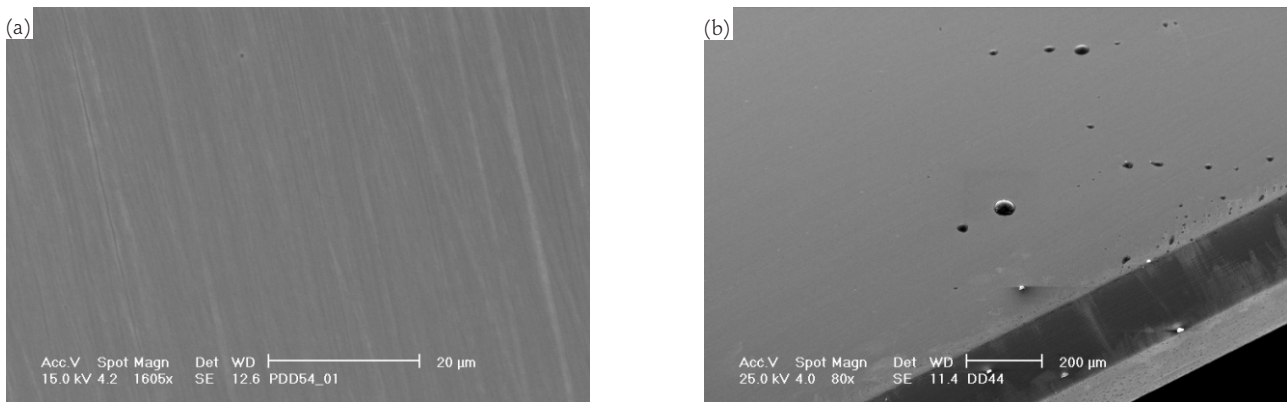 (a)
Acc.V Spot Magn Det WD 20 µm
15.0 kV 4.2 1605x SE 12.6 PDD54_01
(b)
Acc.V Spot Magn Det WD 200 µm
25.0 kV 4.0 80x SE 11.4 DD44